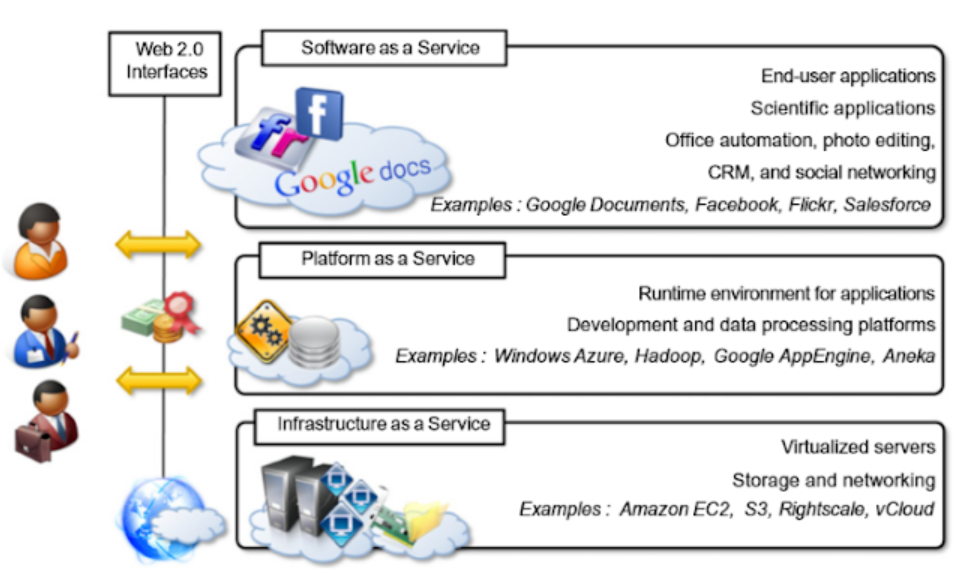 Web 2.0
Interfaces
Software as a Service
End-user applications
Scientific applications
Office automation, photo editing,
CRM, and social networking
Examples : Google Documents, Facebook, Flickr, Salesforce
f
fr
Google docs
Platform as a Service
Runtime environment for applications
Development and data processing platforms
Examples : Windows Azure, Hadoop, Google AppEngine, Aneka
Infrastructure as a Service
Virtualized servers
Storage and networking
Examples : Amazon EC2, S3, Rightscale, vCloud